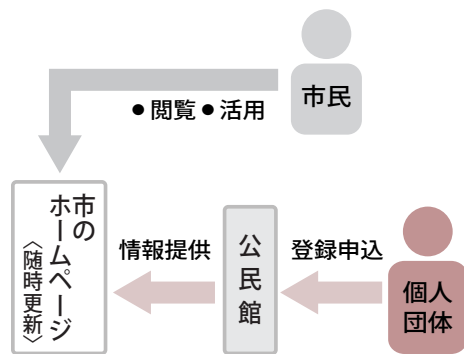 市民
●閲覧●活用
市の
ホームページ
〈随時更新〉
情報提供
公民館
登録申込
個人
団体